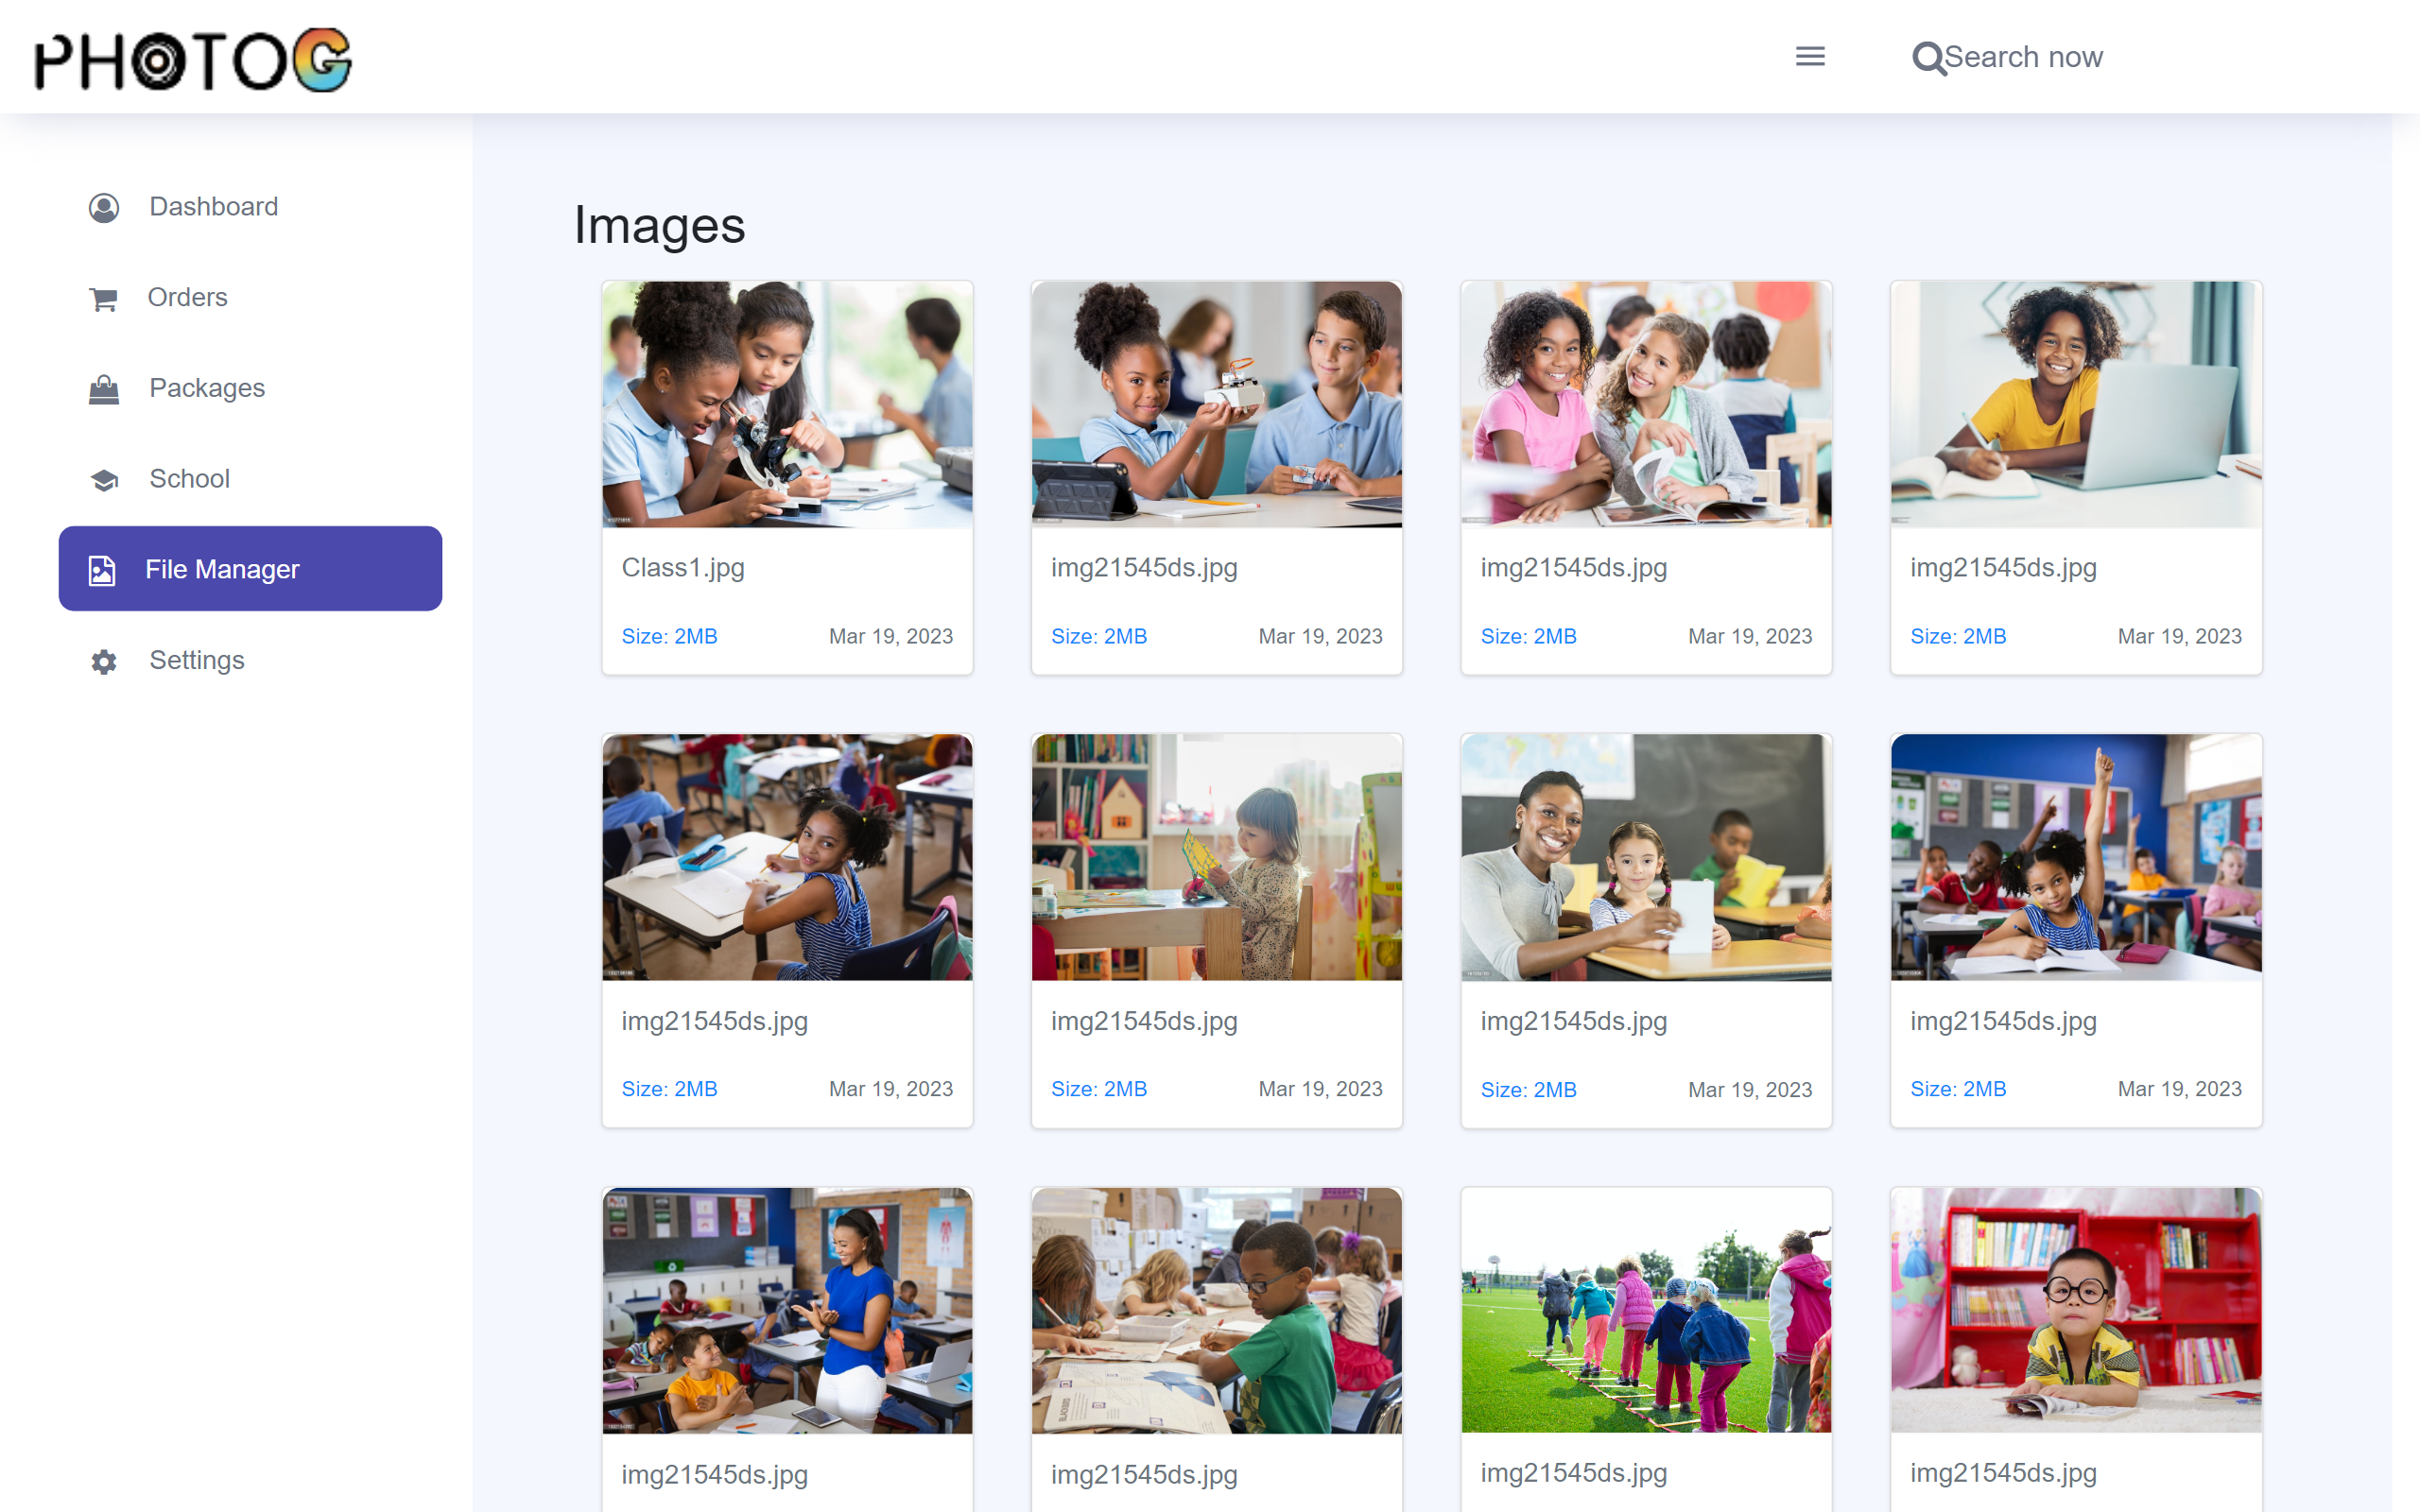 PHOTOG
Search now
Dashboard
Orders
Packages
School
File Manager
Settings
Images
Class1.jpg
Size: 2MB Mar 19, 2023
img21545ds.jpg
Size: 2MB Mar 19, 2023
img21545ds.jpg
Size: 2MB Mar 19, 2023
img21545ds.jpg
Size: 2MB Mar 19, 2023
img21545ds.jpg
Size: 2MB Mar 19, 2023
img21545ds.jpg
Size: 2MB Mar 19, 2023
img21545ds.jpg
Size: 2MB Mar 19, 2023
img21545ds.jpg
Size: 2MB Mar 19, 2023
img21545ds.jpg
img21545ds.jpg
img21545ds.jpg
img21545ds.jpg